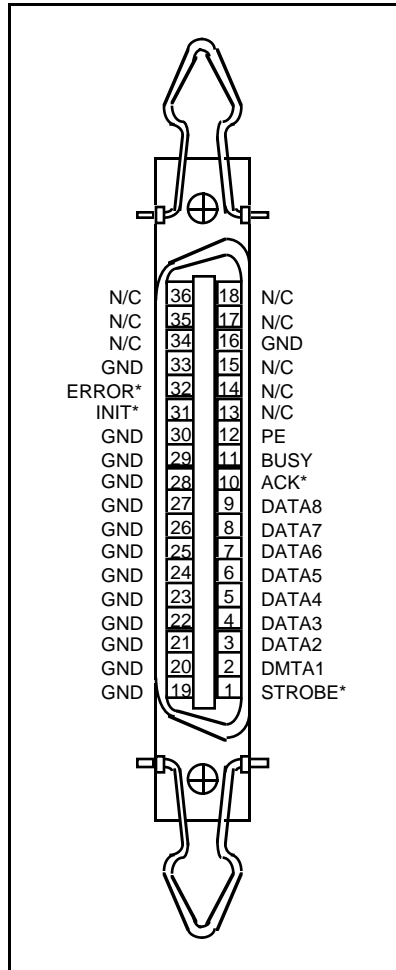 N/C 36 18 N/C
N/C 35 17 N/C
N/C 34 16 GND
GND 33 15 N/C
ERROR* 32 14 N/C
INIT* 31 13 N/C
GND 30 12 PE
GND 29 11 BUSY
GND 28 10 ACK*
GND 27 9 DATA8
GND 26 8 DATA7
GND 25 7 DATA6
GND 24 6 DATA5
GND 23 5 DATA4
GND 22 4 DATA3
GND 21 3 DATA2
GND 20 2 DMTA1
GND 19 1 STROBE*